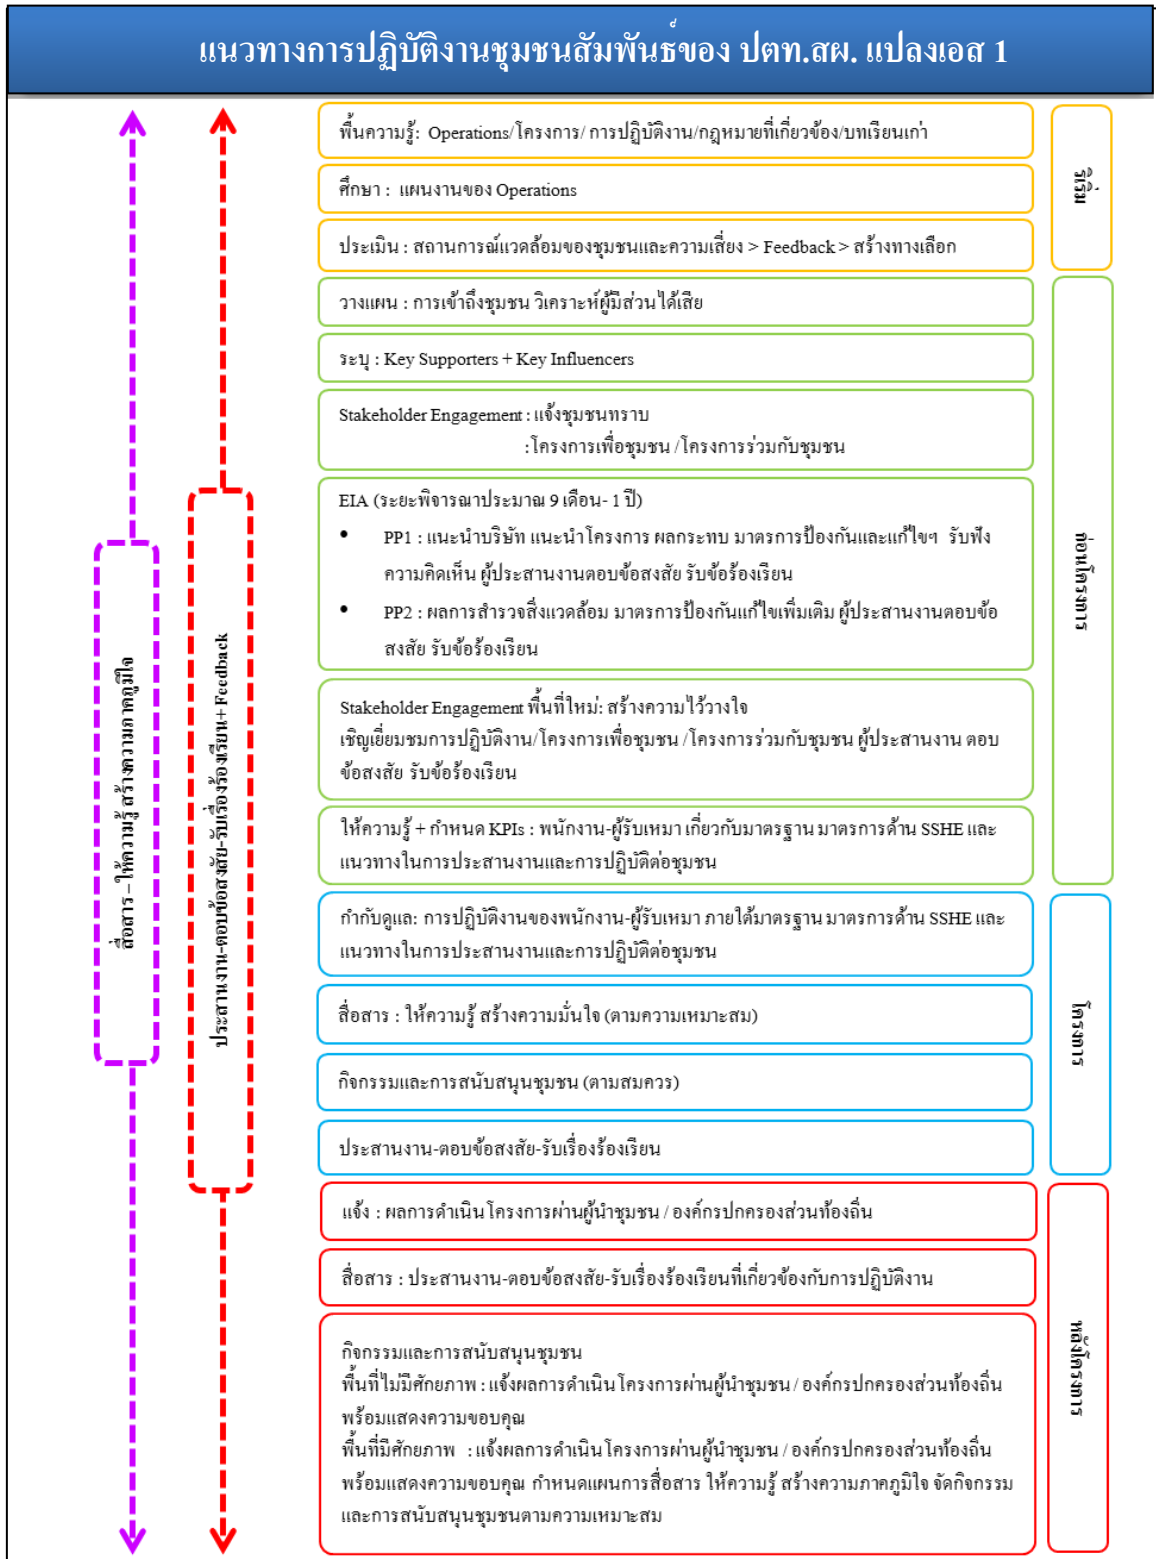 แนวทางการปฏิบัติงานชุมชนสัมพันธ์ของ ปตท.สผ. แปลงเอส 1
พื้นความรู้: Operations/โครงการ/ การปฏิบัติงาน/กฎหมายที่เกี่ยวข้อง/บทเรียนเก่า
ศึกษา : แผนงานของ Operations
ประเมิน : สถานการณ์แวดล้อมของชุมชนและความเสี่ยง > Feedback > สร้างทางเลือก
ริเริ่ม
วางแผน : การเข้าถึงชุมชน วิเคราะห์ผู้มีส่วนได้เสีย
ระบุ : Key Supporters + Key Influencers
Stakeholder Engagement : แจ้งชุมชนทราบ
:โครงการเพื่อชุมชน /โครงการร่วมกับชุมชน
EIA (ระยะพิจารณาประมาณ 9 เดือน- 1 ปี)
• PP1 : แนะนำบริษัท แนะนำโครงการ ผลกระทบ มาตรการป้องกันและแก้ไขฯ รับฟัง
ความคิดเห็น ผู้ประสานงานตอบข้อสงสัย รับข้อร้องเรียน
• PP2 : ผลการสำรวจสิ่งแวดล้อม มาตรการป้องกันแก้ไขเพิ่มเติม ผู้ประสานงานตอบข้อ
สงสัย รับข้อร้องเรียน
Stakeholder Engagement พื้นที่ใหม่: สร้างความไว้วางใจ
เชิญเยี่ยมชมการปฏิบัติงาน/โครงการเพื่อชุมชน /โครงการร่วมกับชุมชน ผู้ประสานงาน ตอบ
ข้อสงสัย รับข้อร้องเรียน
ให้ความรู้ + กำหนด KPIs : พนักงาน-ผู้รับเหมา เกี่ยวกับมาตรฐาน มาตรการด้าน SSHE และ
แนวทางในการประสานงานและการปฏิบัติต่อชุมชน
ก่อนโครงการ
กำกับดูแล: การปฏิบัติงานของพนักงาน-ผู้รับเหมา ภายใต้มาตรฐาน มาตรการด้าน SSHE และ
แนวทางในการประสานงานและการปฏิบัติต่อชุมชน
สื่อสาร : ให้ความรู้ สร้างความมั่นใจ (ตามความเหมาะสม)
กิจกรรมและการสนับสนุนชุมชน (ตามสมควร)
ประสานงาน-ตอบข้อสงสัย-รับเรื่องร้องเรียน
โครงการ
แจ้ง : ผลการดำเนินโครงการผ่านผู้นำชุมชน / องค์กรปกครองส่วนท้องถิ่น
สื่อสาร : ประสานงาน-ตอบข้อสงสัย-รับเรื่องร้องเรียนที่เกี่ยวข้องกับการปฏิบัติงาน
กิจกรรมและการสนับสนุนชุมชน
พื้นที่ไม่มีศักยภาพ : แจ้งผลการดำเนินโครงการผ่านผู้นำชุมชน / องค์กรปกครองส่วนท้องถิ่น
พร้อมแสดงความขอบคุณ
พื้นที่มีศักยภาพ : แจ้งผลการดำเนินโครงการผ่านผู้นำชุมชน / องค์กรปกครองส่วนท้องถิ่น
พร้อมแสดงความขอบคุณ กำหนดแผนการสื่อสาร ให้ความรู้ สร้างความภาคภูมิใจ จัดกิจกรรม
และการสนับสนุนชุมชนตามความเหมาะสม
หลังโครงการ
สื่อสาร – ให้ความรู้ สร้างความภาคภูมิใจ
ประสานงาน-ตอบข้อสงสัย-รับเรื่องร้องเรียน+ Feedback